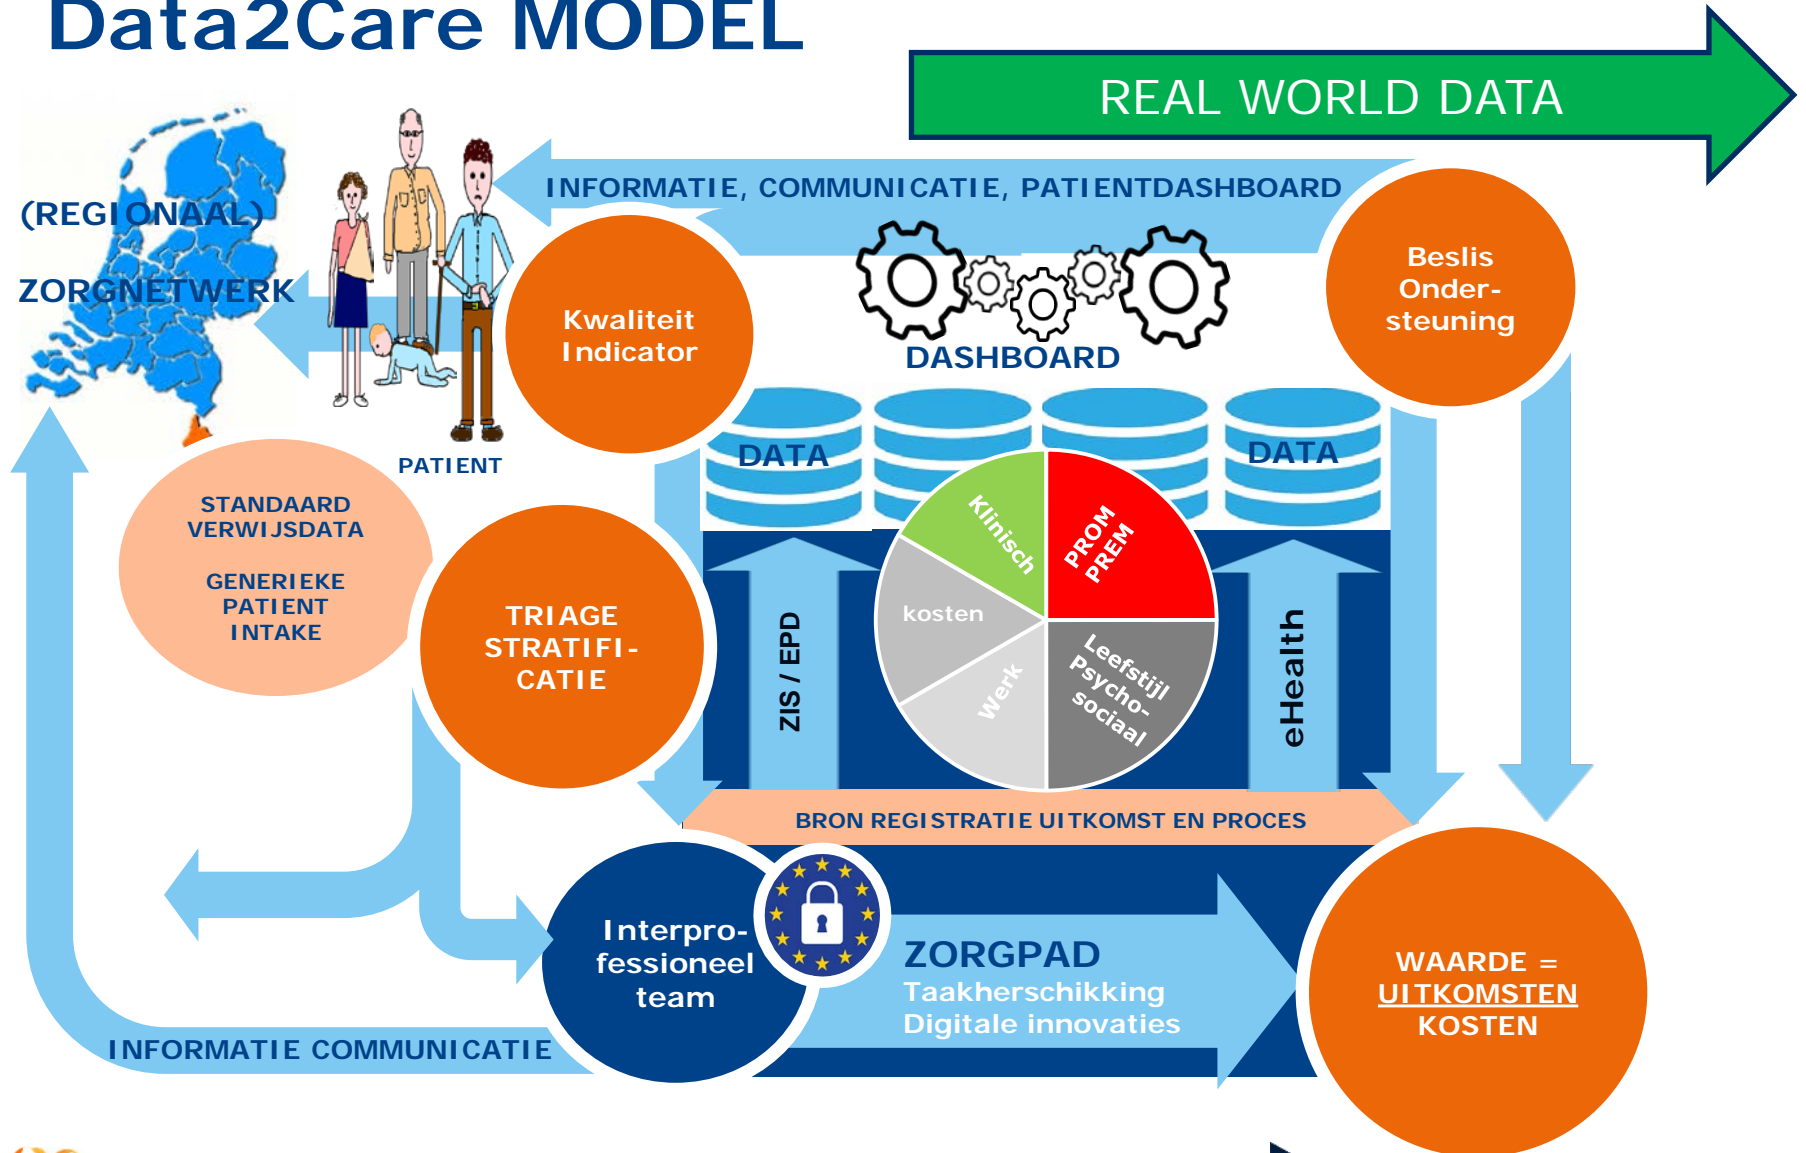 Data2Care MODEL
REAL WORLD DATA
INFORMATIE, COMMUNICATIE, PATIENTDASHBOARD
(REGIONAAL)
ZORGNETWERK
PATIENT
Kwaliteit
Indicator
DASHBOARD
Beslis
Onder-
steuning
DATA
DATA
STANDAARD
VERWIJSDATA
GENERIEKE
PATIENT
INTAKE
TRIAGE
STRATIFI-
CATIE
ZIS / EPD
Klinisch
PROM
PREM
kosten
Werk
Leefstijl
Psycho-
sociaal
eHealth
BRON REGISTRATIE UITKOMST EN PROCES
Interpro-
fessioneel
team
ZORGPAD
Taakherschikking
Digitale innovaties
WAARDE =
UITKOMSTEN
KOSTEN
INFORMATIE COMMUNICATIE